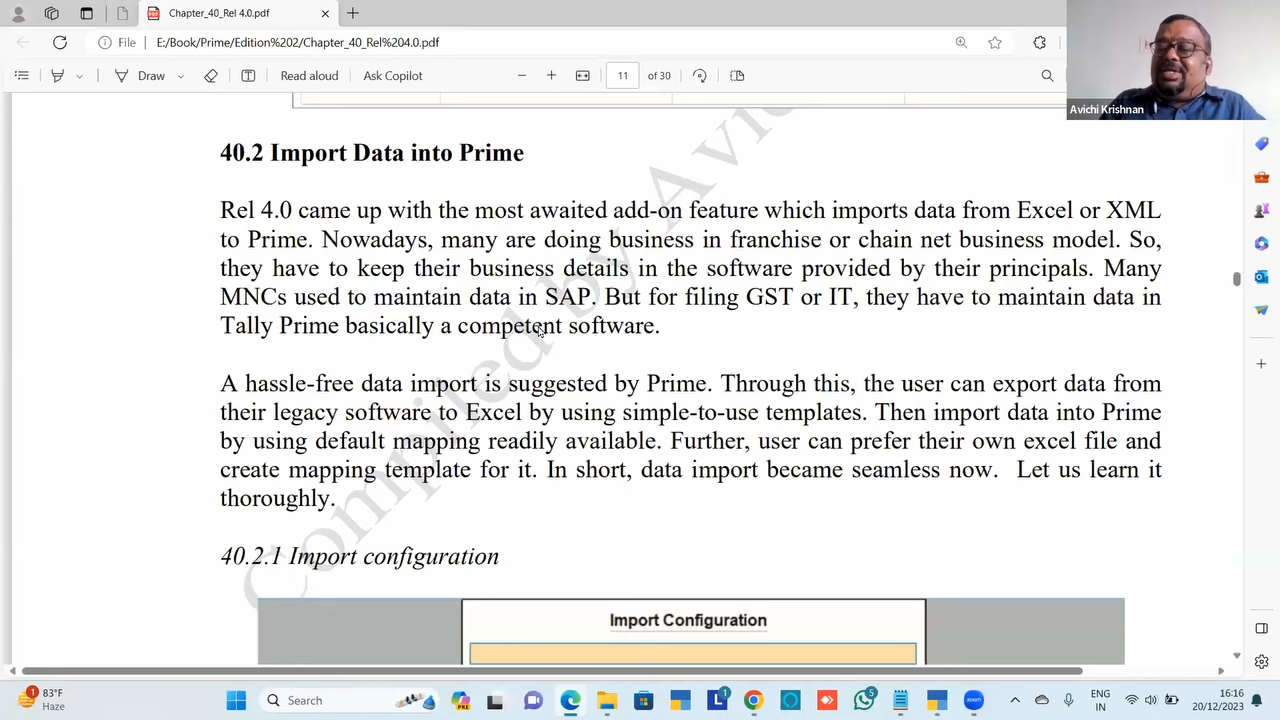 Chapter_40_Rel 4.0.pdf
File
E:/Book/Prime/Edition%202/Chapter_40_Rel%204.0.pdf
Draw
Read aloud
Ask Copilot
11
of 30
Avichi Krishnan
40.2 Import Data into Prime
Rel 4.0 came up with the most awaited add-on feature which imports data from Excel or XML
to Prime. Nowadays, many are doing business in franchise or chain net business model. So,
they have to keep their business details in the software provided by their principals. Many
MNCs used to maintain data in SAP. But for filing GST or IT, they have to maintain data in
Tally Prime basically a competent software.
A hassle-free data import is suggested by Prime. Through this, the user can export data from
their legacy software to Excel by using simple-to-use templates. Then import data into Prime
by using default mapping readily available. Further, user can prefer their own excel file and
create mapping template for it. In short, data import became seamless now. Let us learn it
thoroughly.
40.2.1 Import configuration
Import Configuration
Compiled by Avic
1
83°F
Haze
Search
1
5
ENG
IN
16:16
20/12/2023